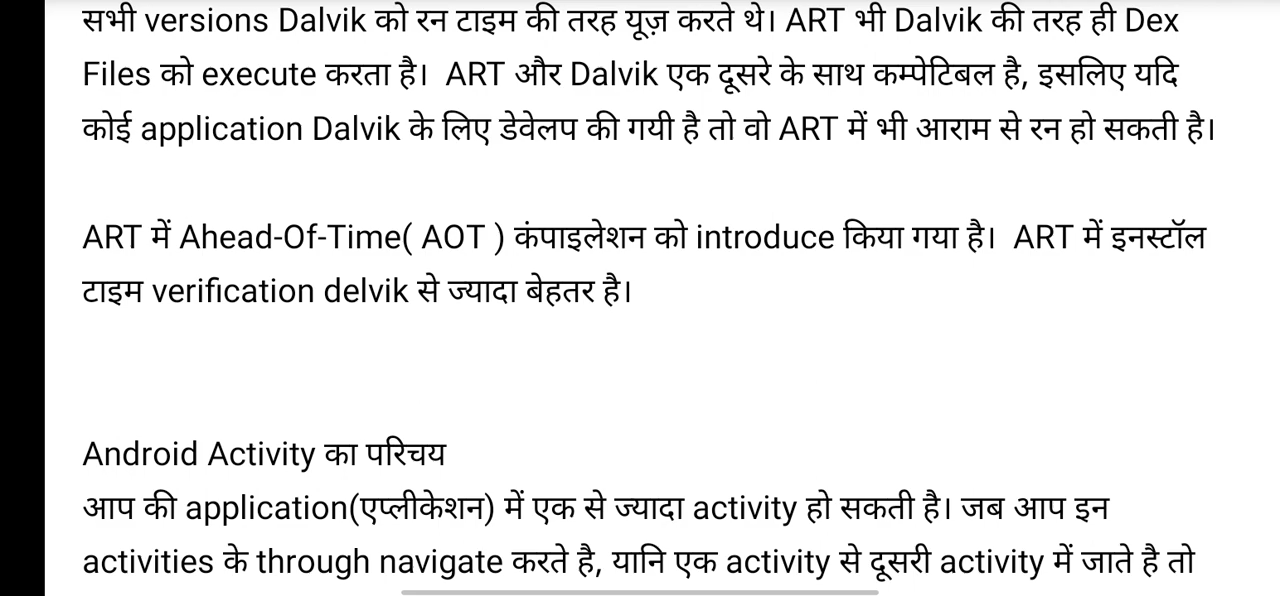 सभी versions Dalvik को रन टाइम की तरह यूज़ करते थे। ART भी Dalvik की तरह ही Dex
Files को execute करता है।  ART और Dalvik एक दूसरे के साथ कम्पेटिबल है, इसलिए यदि
कोई application Dalvik के लिए डेवेलप की गयी है तो वो ART में भी आराम से रन हो सकती है।
ART में Ahead-Of-Time( AOT ) कंपाइलेशन को introduce किया गया है।  ART में इनस्टॉल
टाइम verification delvik से ज्यादा बेहतर है।
Android Activity का परिचय
आप की application(एप्लीकेशन) में एक से ज्यादा activity हो सकती है। जब आप इन
activities के through navigate करते है, यानि एक activity से दूसरी activity में जाते है तो